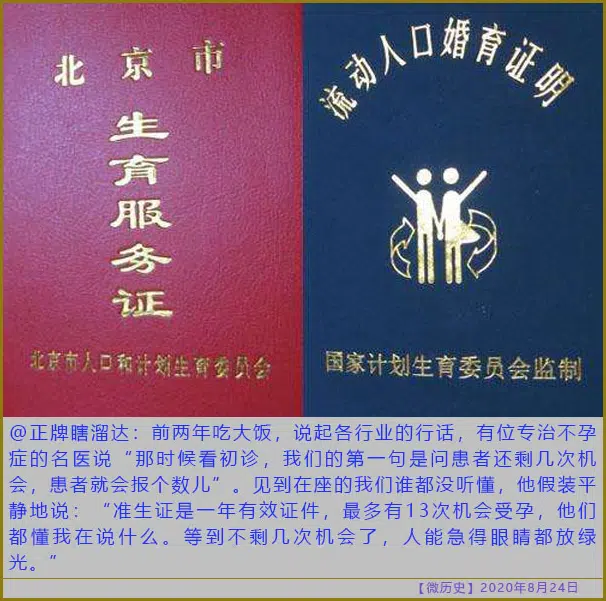 北京市
生育服务证
北京市人口和计划生育委员会
流动人口婚育证明
国家计划生育委员会监制
@正牌瞎溜达：前两年吃大饭，说起各行业的行话，有位专治不孕
症的名医说“那时候看初诊，我们的第一句是问患者还剩几次机
会，患者就会报个数儿”。见到在座的我们谁都没听懂，他假装平
静地说：“准生证是一年有效证件，最多有13次机会受孕，他们
都懂我在说什么。等到不剩几次机会了，人能急得眼睛都放绿
光。”
【微历史】2020年8月24日